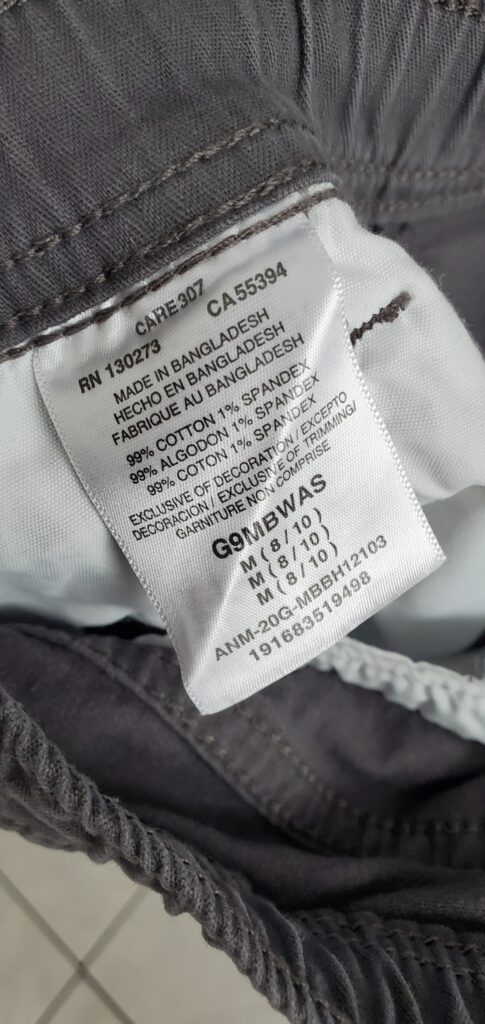 CARE307
RN 130273 CA55394
MADE IN BANGLADESH
HECHO EN BANGLADESH
FABRIQUE AU BANGLADESH
99% COTTON 1% SPANDEX
99% ALGODON 1% SPANDEX
99% COTON 1% SPANDEX
EXCLUSIVE OF DECORATION / EXCEPTO
DECORACION / EXCLUSIVE OF TRIMMING/
GARNITURE NON COMPRISE
G9MBWAS
M ( 8 / 10 )
M ( 8 / 10 )
M ( 8 / 10 )
ANM-20G-MBBH12103
191683519498